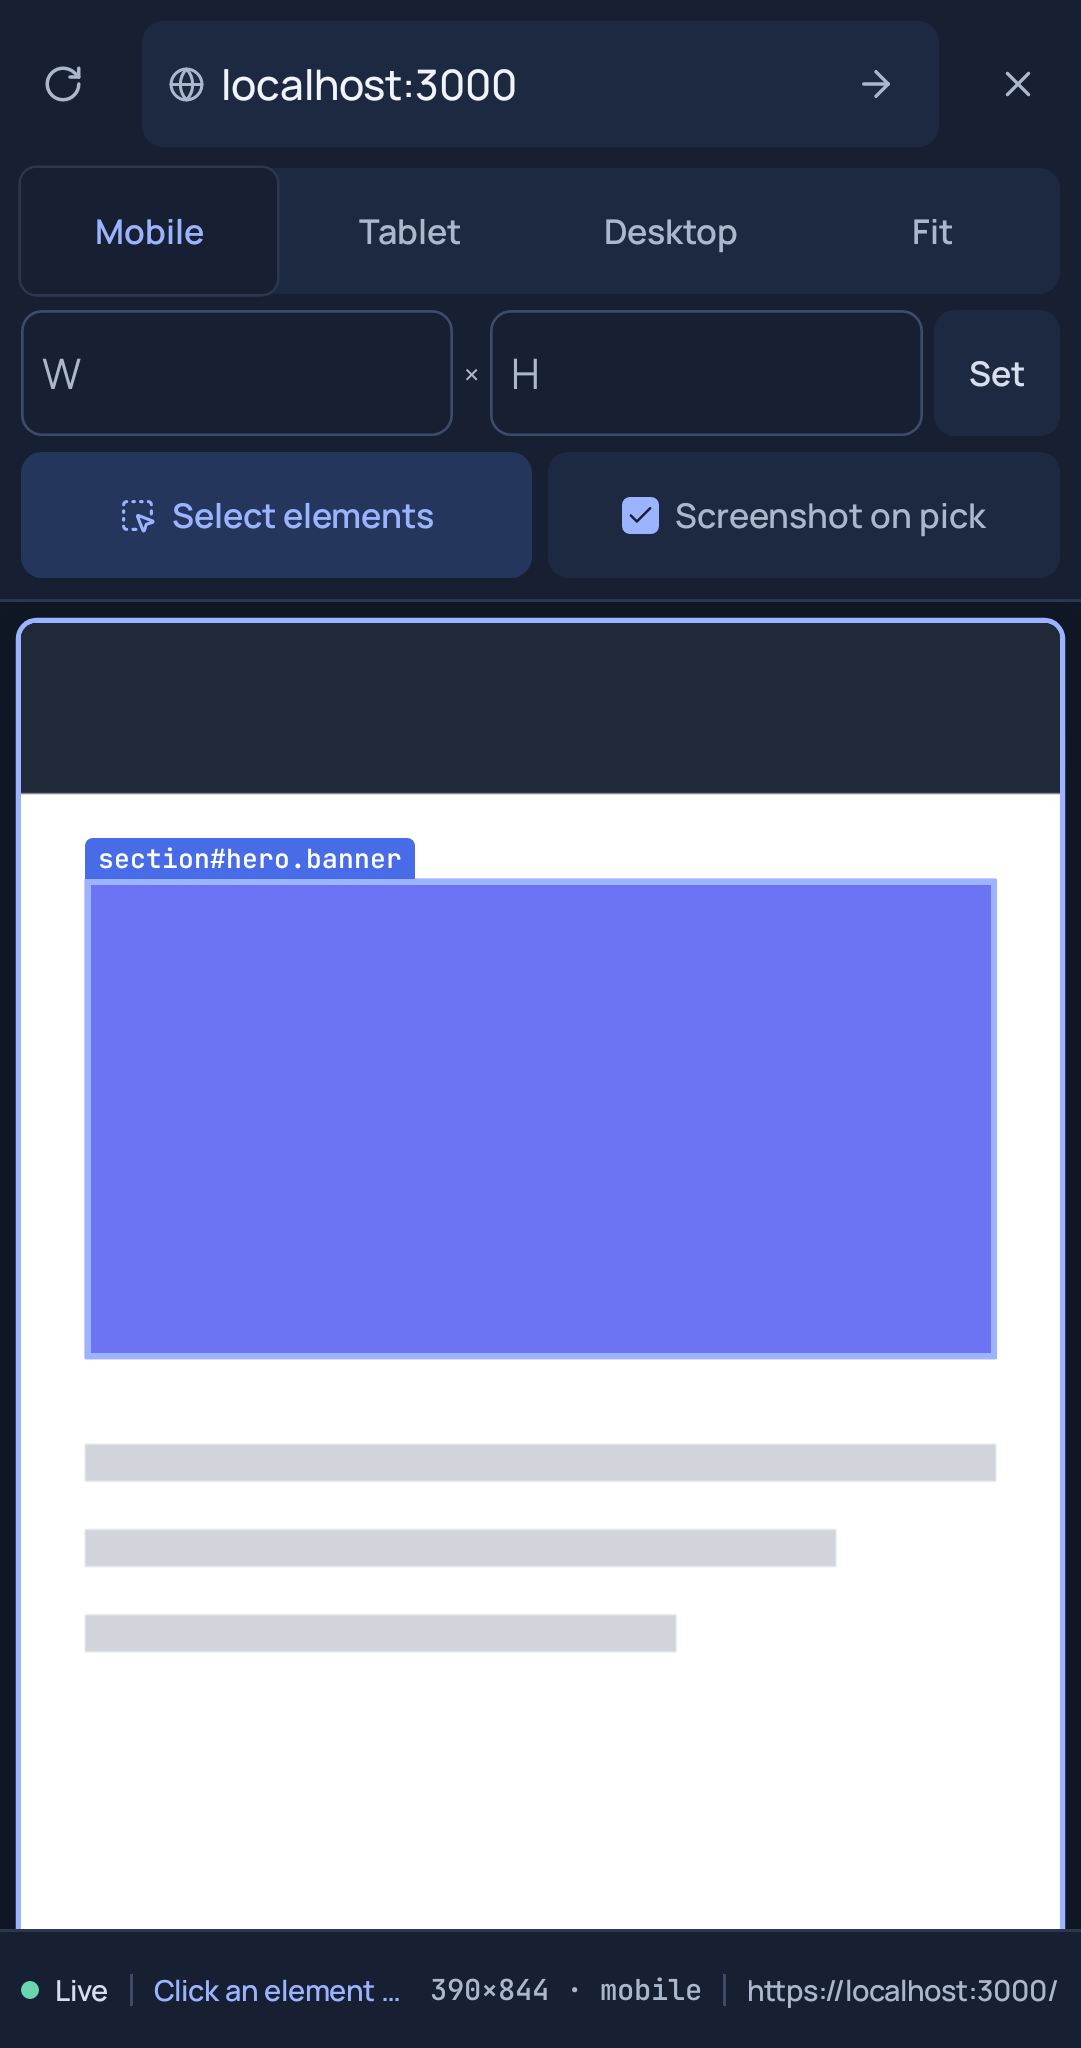 localhost:3000
Mobile Tablet Desktop Fit
W × H Set
Select elements Screenshot on pick
section#hero.banner
Live Click an element … 390×844 · mobile https://localhost:3000/